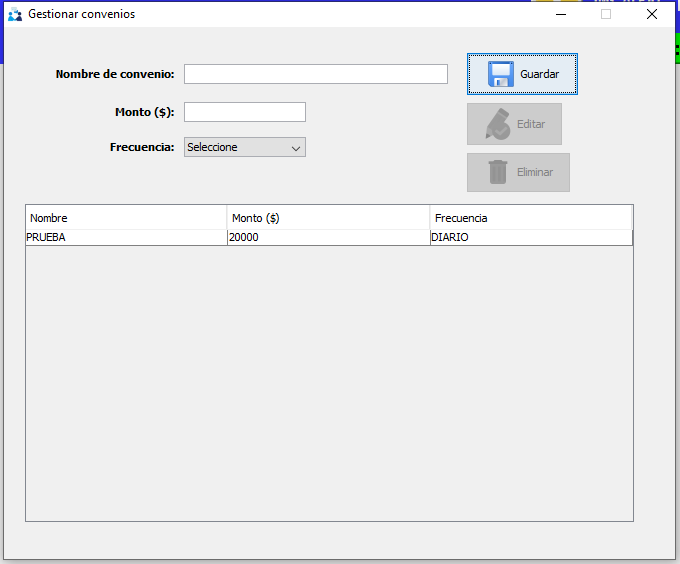 Gestionar convenios
Nombre de convenio:
Guardar
Monto ($):
Editar
Frecuencia: Seleccione
Eliminar
Nombre Monto ($) Frecuencia
PRUEBA 20000 DIARIO